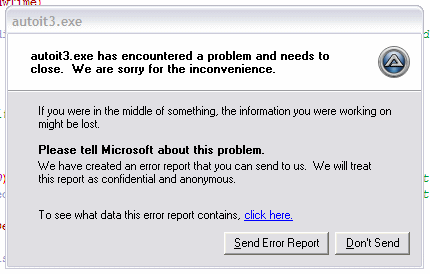 autoit3.exe
autoit3.exe has encountered a problem and needs to
close.  We are sorry for the inconvenience.
If you were in the middle of something, the information you were working on
might be lost.
Please tell Microsoft about this problem.
We have created an error report that you can send to us.  We will treat
this report as confidential and anonymous.
To see what data this error report contains, click here.
Send Error Report
Don't Send